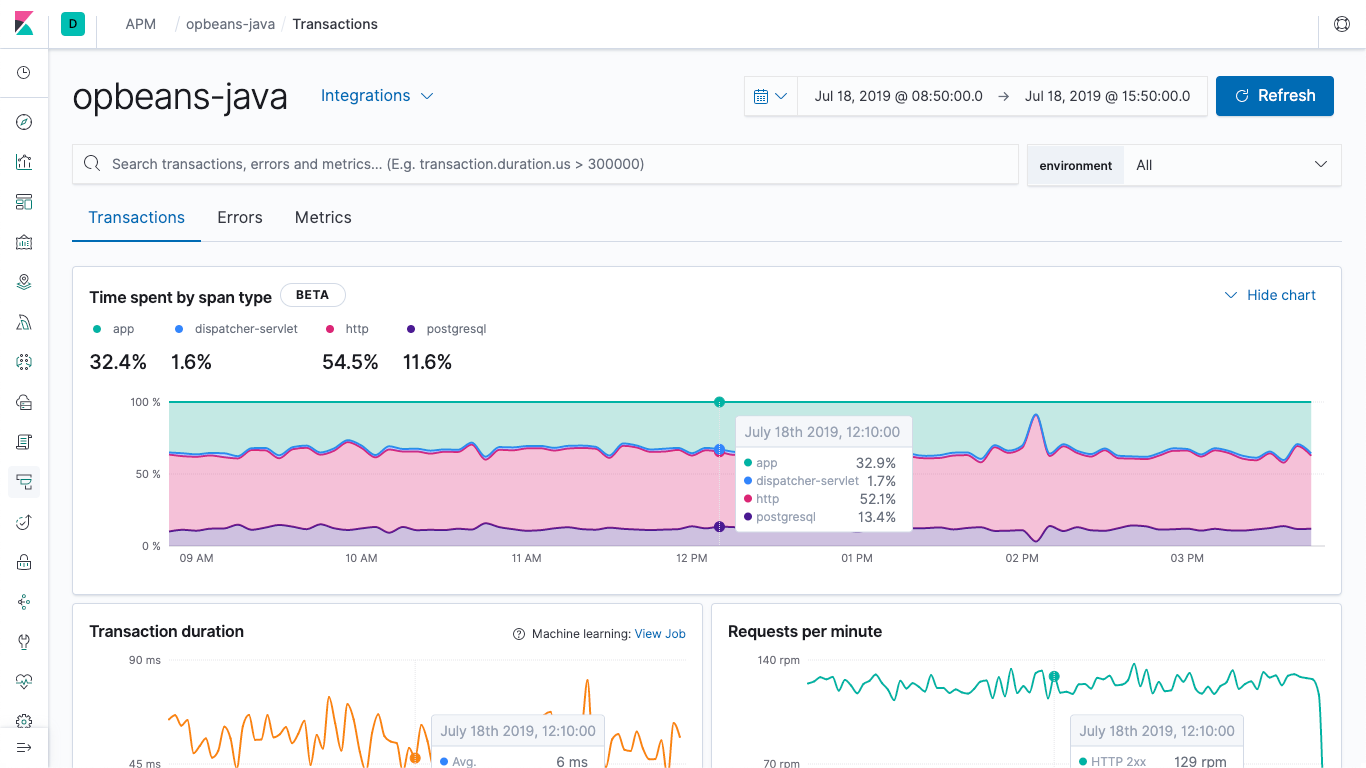 D APM / opbeans-java / Transactions
opbeans-java Integrations Jul 18, 2019 @ 08:50:00.0 → Jul 18, 2019 @ 15:50:00.0 Refresh
Search transactions, errors and metrics... (E.g. transaction.duration.us > 300000) environment All
Transactions Errors Metrics
Time spent by span type BETA Hide chart
app dispatcher-servlet http postgresql
32.4% 1.6% 54.5% 11.6%
100 %
July 18th 2019, 12:10:00
app 32.9%
50 %
dispatcher-servlet 1.7%
http 52.1%
postgresql 13.4%
0 %
09 AM 10 AM 11 AM 12 PM 01 PM 02 PM 03 PM
Transaction duration Machine learning: View Job
90 ms
July 18th 2019, 12:10:00
45 ms Avg. 6 ms
Requests per minute
140 rpm
July 18th 2019, 12:10:00
70 rpm HTTP 2xx 129 rpm